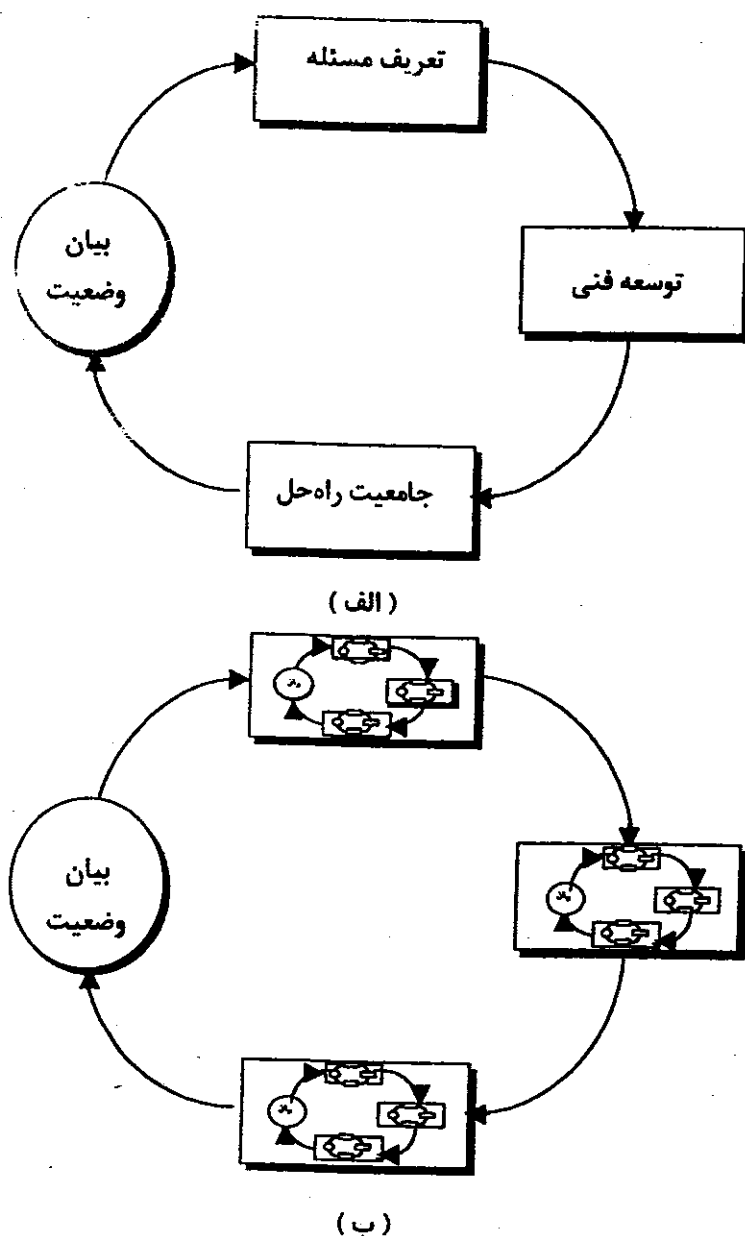 تعریف مسئله
بیان
وضعیت
توسعه فنی
جامعیت راه‌حل
( الف )
بیان
وضعیت
( ب )